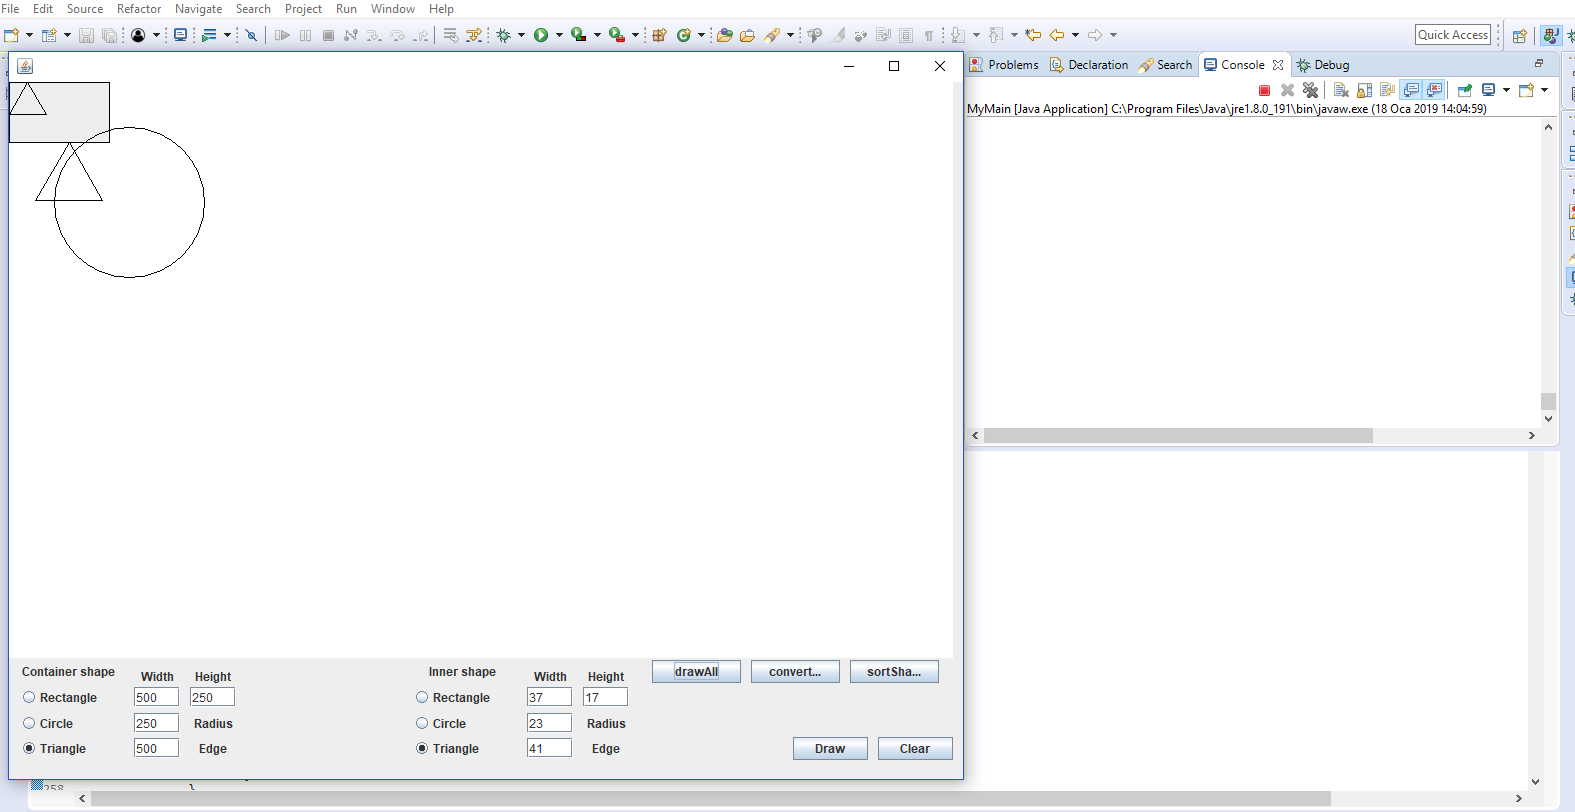 File Edit Source Refactor Navigate Search Project Run Window Help
Quick Access
Problems Declaration Search Console Debug
MyMain [Java Application] C:\Program Files\Java\jre1.8.0_191\bin\javaw.exe (18 Oca 2019 14:04:59)
Container shape Width Height
Rectangle 500 250
Circle 250 Radius
Triangle 500 Edge
Inner shape Width Height
Rectangle 37 17
Circle 23 Radius
Triangle 41 Edge
drawAll convert... sortSha...
Draw Clear
258 }